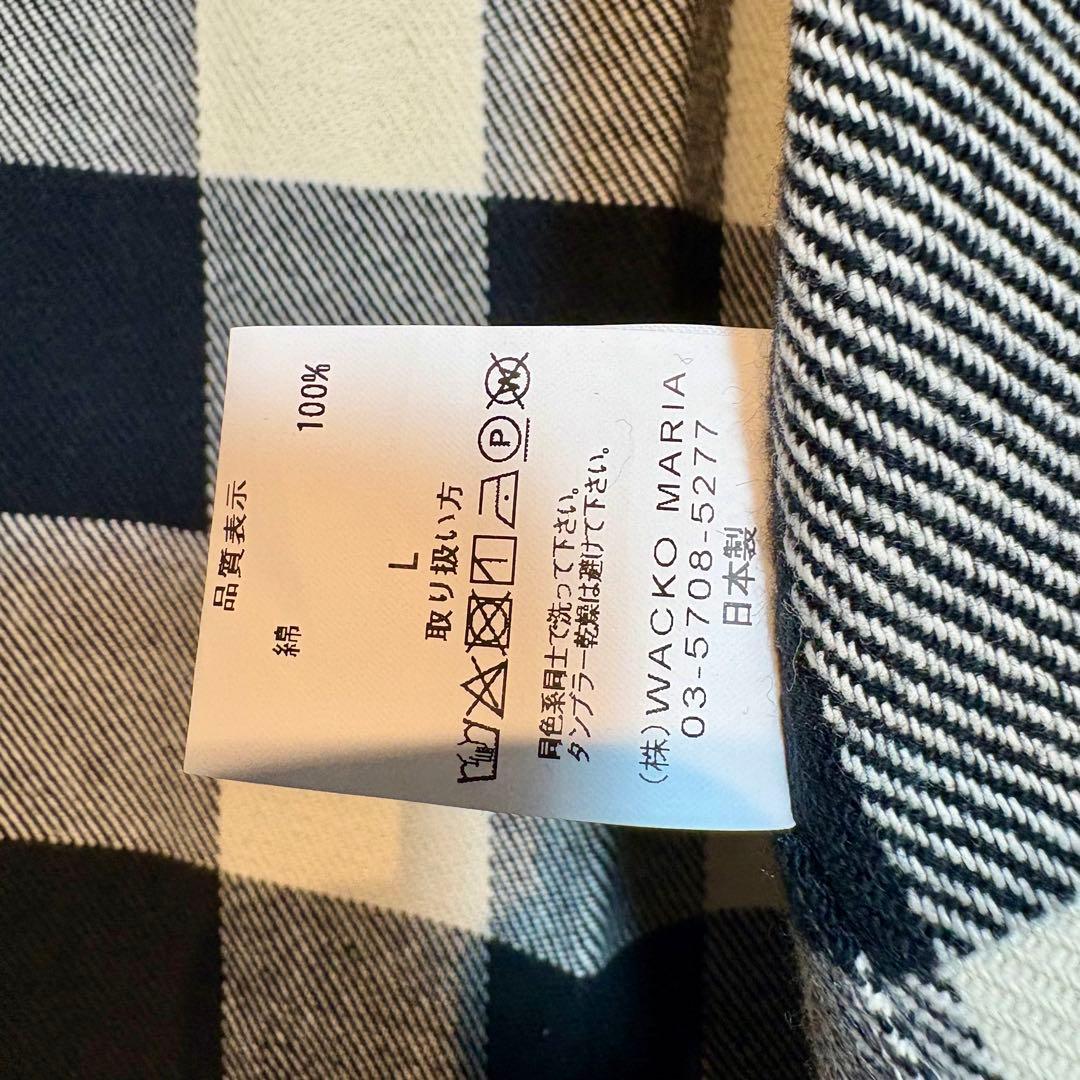 品質表示
綿 100%
L
取り扱い方
P W
同色系同士で洗って下さい。
タンブラー乾燥は避けて下さい。
(株)WACKO MARIA
03-5708-5277
日本製